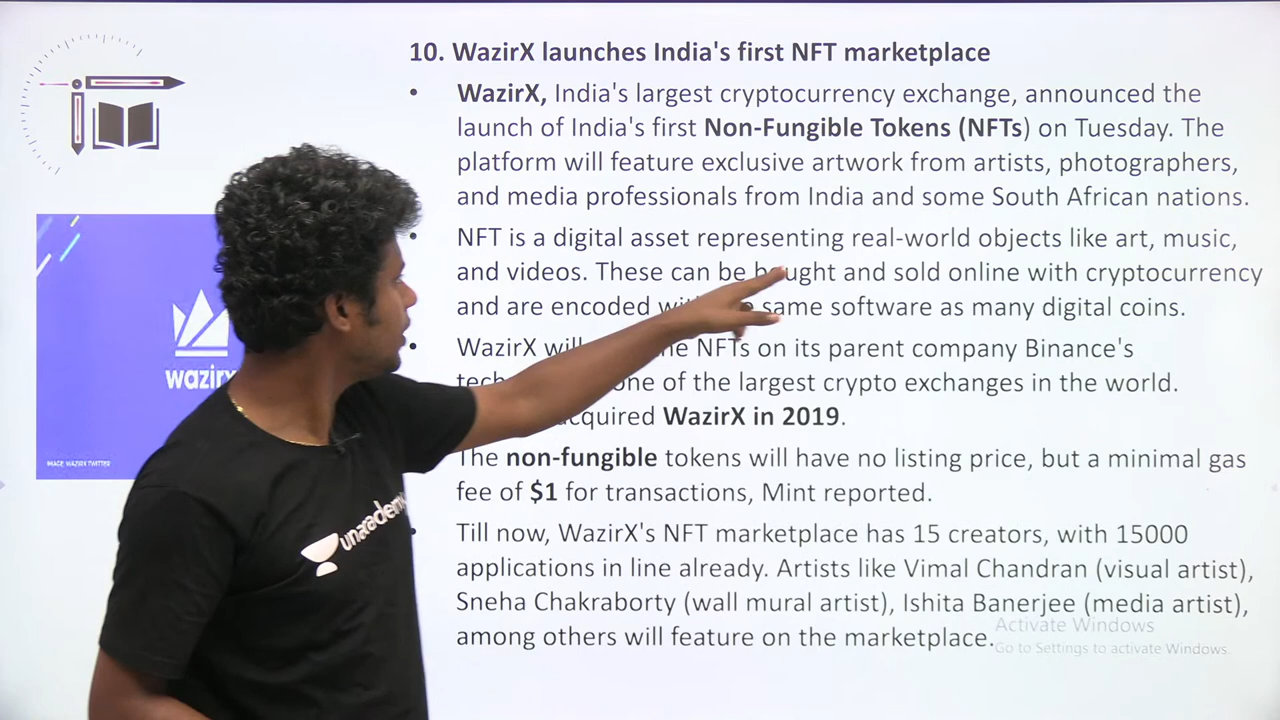 10. WazirX launches India's first NFT marketplace
• WazirX, India's largest cryptocurrency exchange, announced the
launch of India's first Non-Fungible Tokens (NFTs) on Tuesday. The
platform will feature exclusive artwork from artists, photographers,
and media professionals from India and some South African nations.
• NFT is a digital asset representing real-world objects like art, music,
and videos. These can be bought and sold online with cryptocurrency
and are encoded same software as many digital coins.
• WazirX NFTs on its parent company Binance's
one of the largest crypto exchanges in the world.
WazirX in 2019.
The non-fungible tokens will have no listing price, but a minimal gas
fee of $1 for transactions, Mint reported.
• Till now, WazirX's NFT marketplace has 15 creators, with 15000
applications in line already. Artists like Vimal Chandran (visual artist),
Sneha Chakraborty (wall mural artist), Ishita Banerjee (media artist),
among others will feature on the marketplace.
wazirx
IMAGE: WAZIRX TWITTER
unacademy
Activate Windows
Go to Settings to activate Windows.